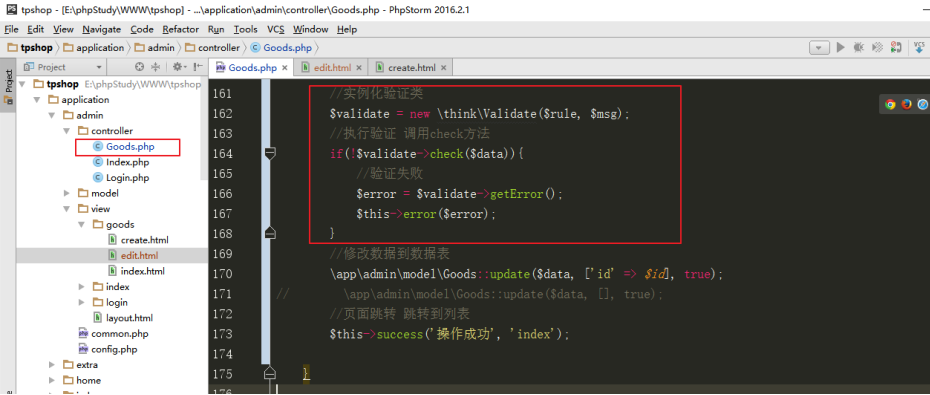 tpshop - [E:\phpStudy\WWW\tpshop] - ...\application\admin\controller\Goods.php - PhpStorm 2016.2.1
File Edit View Navigate Code Refactor Run Tools VCS Window Help
tpshop application admin controller Goods.php
VCS
Project
Goods.php edit.html create.html
Project
tpshop E:\phpStudy\WWW\tpshop
application
admin
controller
Goods.php
Index.php
Login.php
model
view
goods
create.html
edit.html
index.html
index
login
layout.html
common.php
config.php
extra
home
161 //实例化验证类
162 $validate = new \think\Validate($rule, $msg);
163 //执行验证 调用check方法
164 if(!$validate->check($data)){
165 //验证失败
166 $error = $validate->getError();
167 $this->error($error);
168 }
169 //修改数据到数据表
170 \app\admin\model\Goods::update($data, ['id' => $id], true);
171 // \app\admin\model\Goods::update($data, [], true);
172 //页面跳转 跳转到列表
173 $this->success('操作成功', 'index');
174
175 }